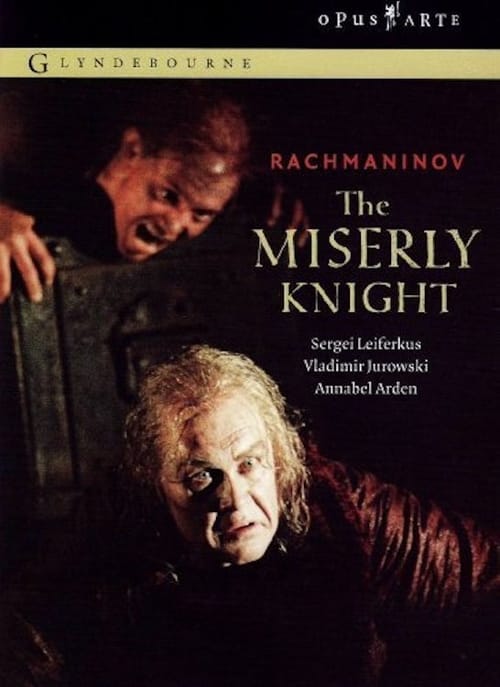 OPUS ARTE
GLYNDEBOURNE
RACHMANINOV
The
MISERLY
KNIGHT
Sergei Leiferkus
Vladimir Jurowski
Annabel Arden